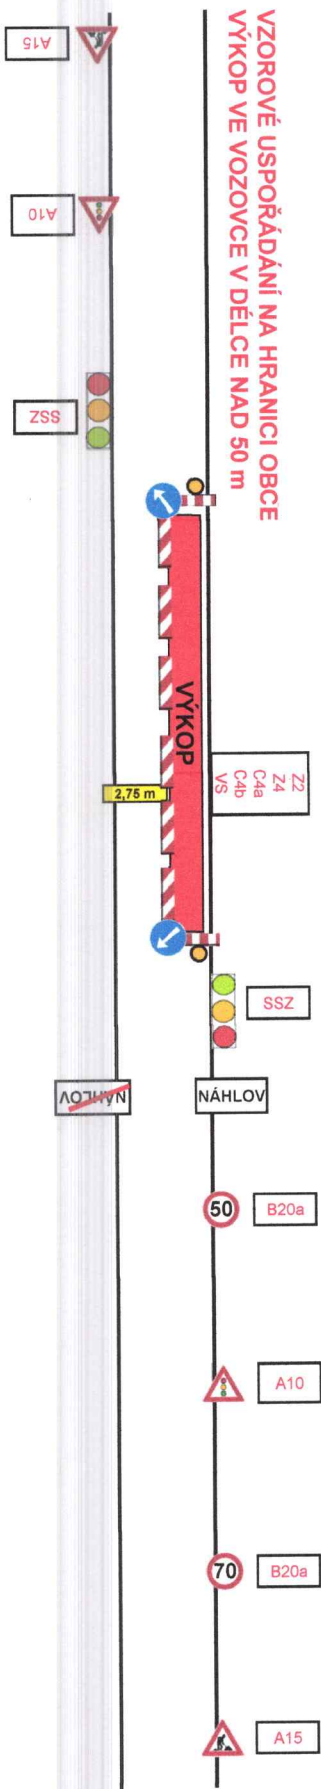 VZOROVÉ USPOŘÁDÁNÍ NA HRANICI OBCE
VÝKOP VE VOZOVCE V DÉLCE NAD 50 m
A15
A10
SSZ
VÝKOP
2,75 m
Z2
Z4
C4a
C4b
VS
SSZ
NÁHLOV
NÁHLOV
50
B20a
A10
70
B20a
A15